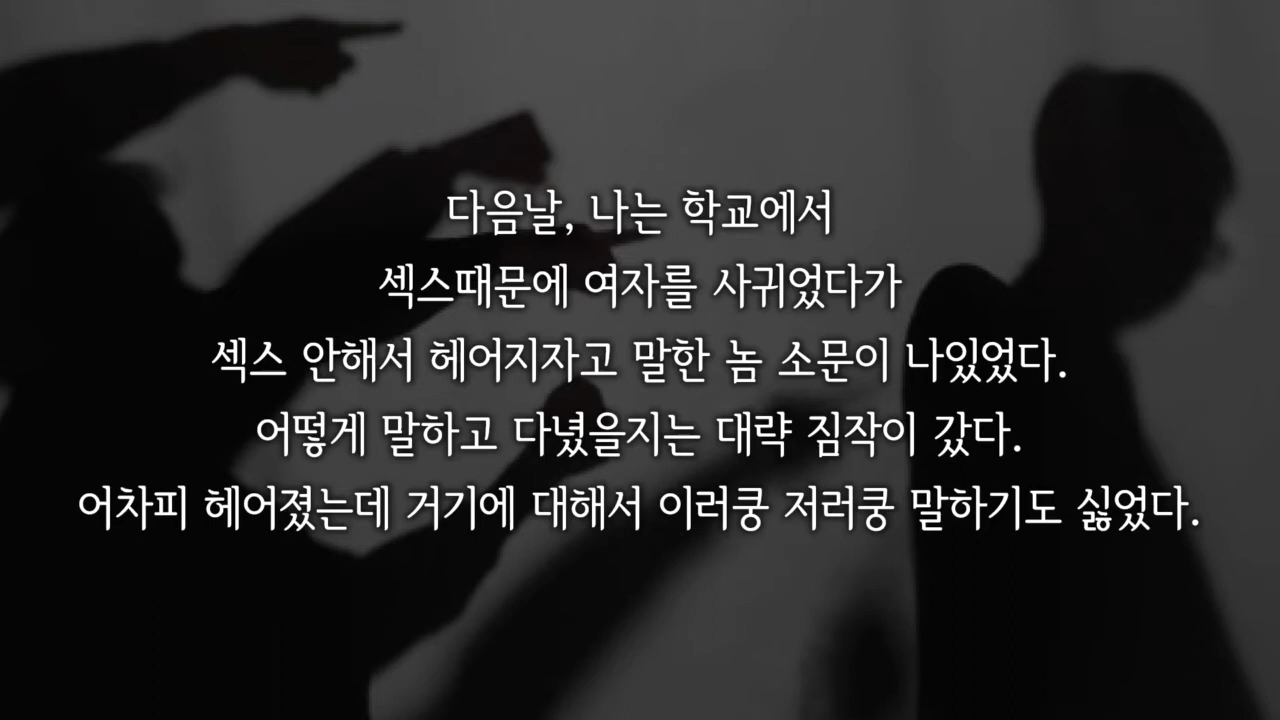 다음날, 나는 학교에서
섹스때문에 여자를 사귀었다가
섹스 안해서 헤어지자고 말한 놈 소문이 나있었다.
어떻게 말하고 다녔을지는 대략 짐작이 갔다.
어차피 헤어졌는데 거기에 대해서 이러쿵 저러쿵 말하기도 싫었다.